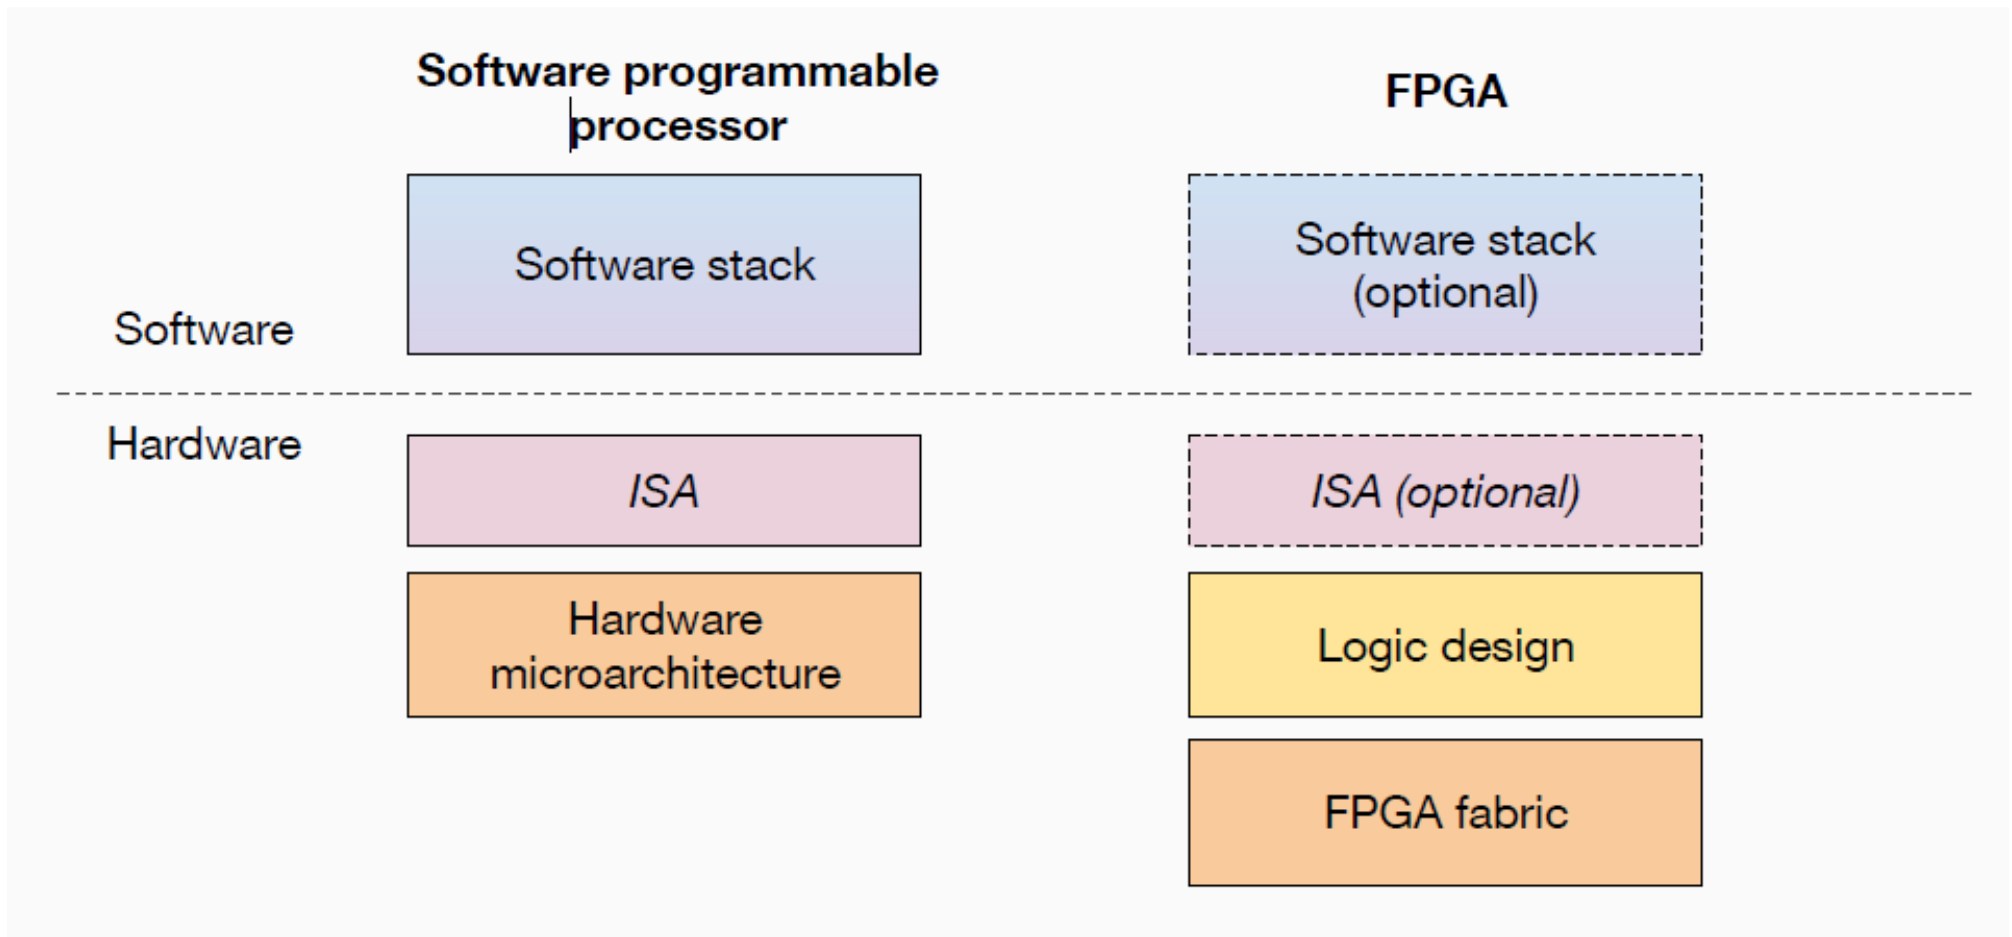 Software programmable
processor
FPGA
Software stack
Software stack
(optional)
Software
Hardware
ISA
ISA (optional)
Hardware
microarchitecture
Logic design
FPGA fabric